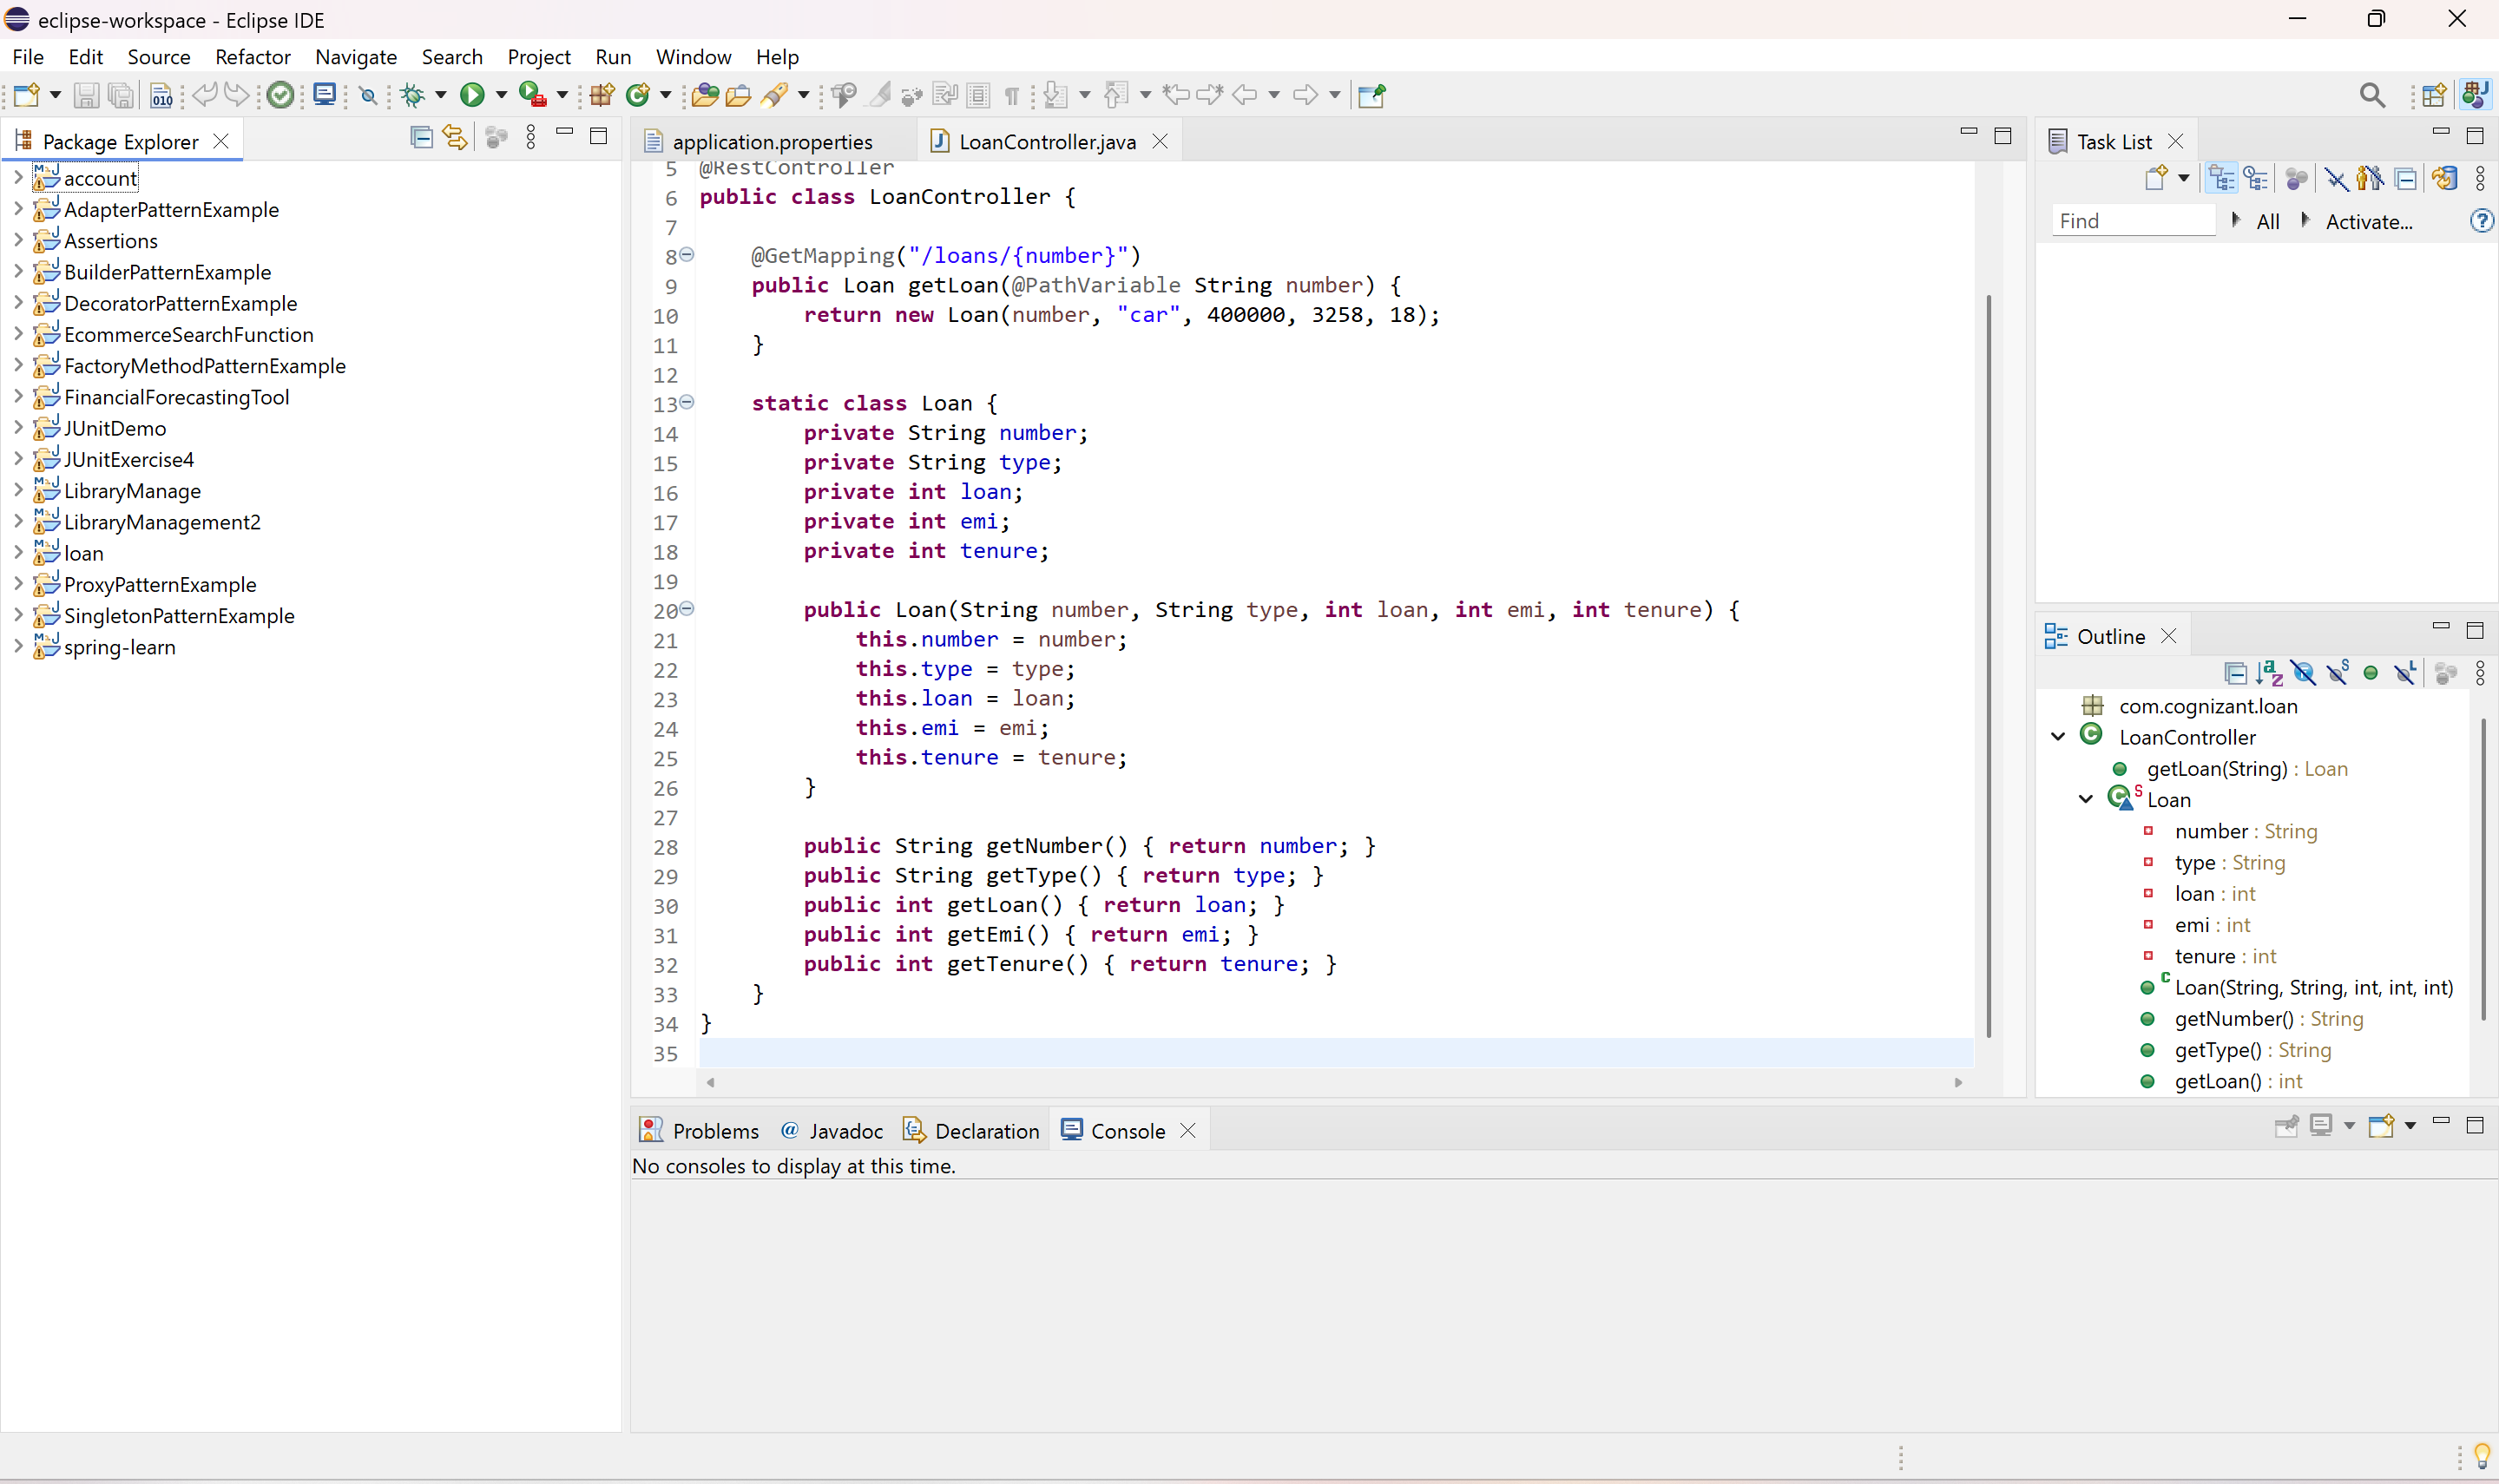 eclipse-workspace - Eclipse IDE
File Edit Source Refactor Navigate Search Project Run Window Help
Package Explorer
account
AdapterPatternExample
Assertions
BuilderPatternExample
DecoratorPatternExample
EcommerceSearchFunction
FactoryMethodPatternExample
FinancialForecastingTool
JUnitDemo
JUnitExercise4
LibraryManage
LibraryManagement2
loan
ProxyPatternExample
SingletonPatternExample
spring-learn
application.properties LoanController.java
5 @RestController
6 public class LoanController {
7
8 @GetMapping("/loans/{number}")
9 public Loan getLoan(@PathVariable String number) {
10 return new Loan(number, "car", 400000, 3258, 18);
11 }
12
13 static class Loan {
14 private String number;
15 private String type;
16 private int loan;
17 private int emi;
18 private int tenure;
19
20 public Loan(String number, String type, int loan, int emi, int tenure) {
21 this.number = number;
22 this.type = type;
23 this.loan = loan;
24 this.emi = emi;
25 this.tenure = tenure;
26 }
27
28 public String getNumber() { return number; }
29 public String getType() { return type; }
30 public int getLoan() { return loan; }
31 public int getEmi() { return emi; }
32 public int getTenure() { return tenure; }
33 }
34 }
35
Task List
Find All Activate...
Outline
com.cognizant.loan
LoanController
getLoan(String) : Loan
Loan
number : String
type : String
loan : int
emi : int
tenure : int
Loan(String, String, int, int, int)
getNumber() : String
getType() : String
getLoan() : int
Problems Javadoc Declaration Console
No consoles to display at this time.